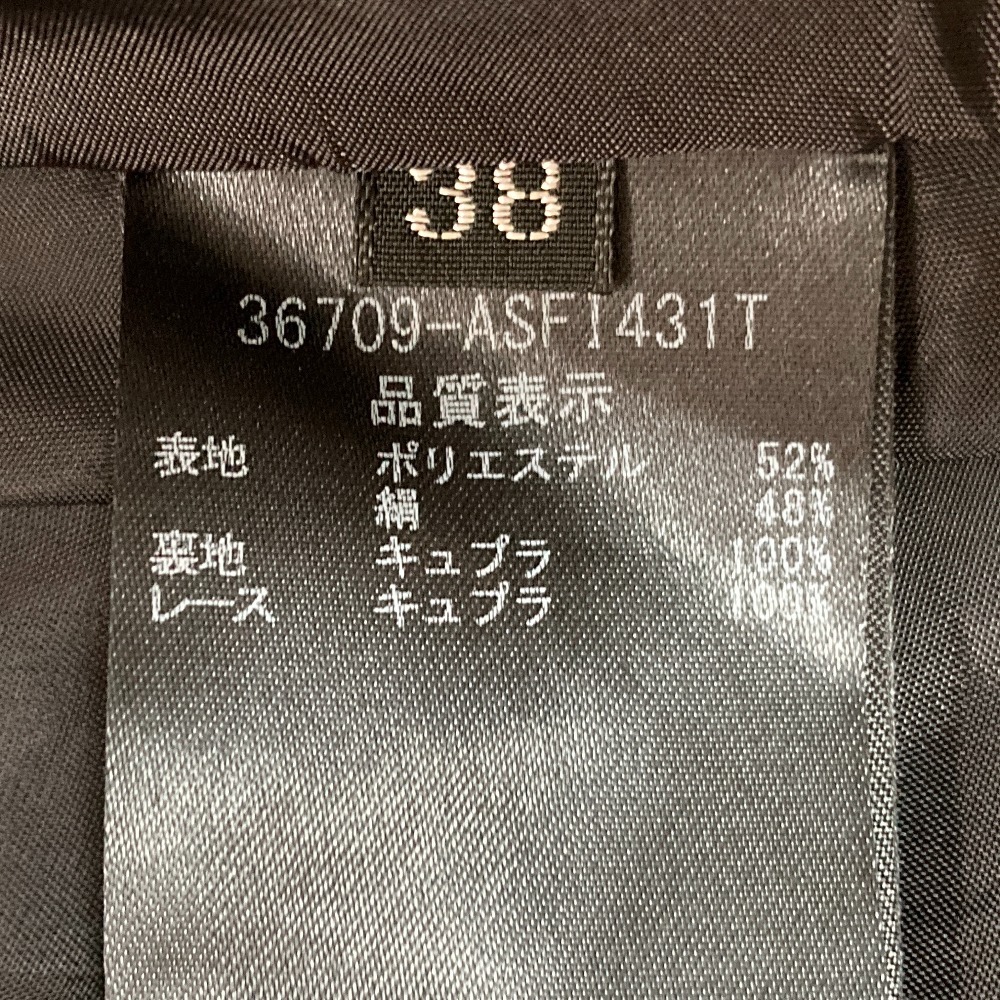 38
36709-ASFI431T
品質表示
表地 ポリエステル 52%
絹 48%
裏地 キュプラ 100%
レース キュプラ 100%